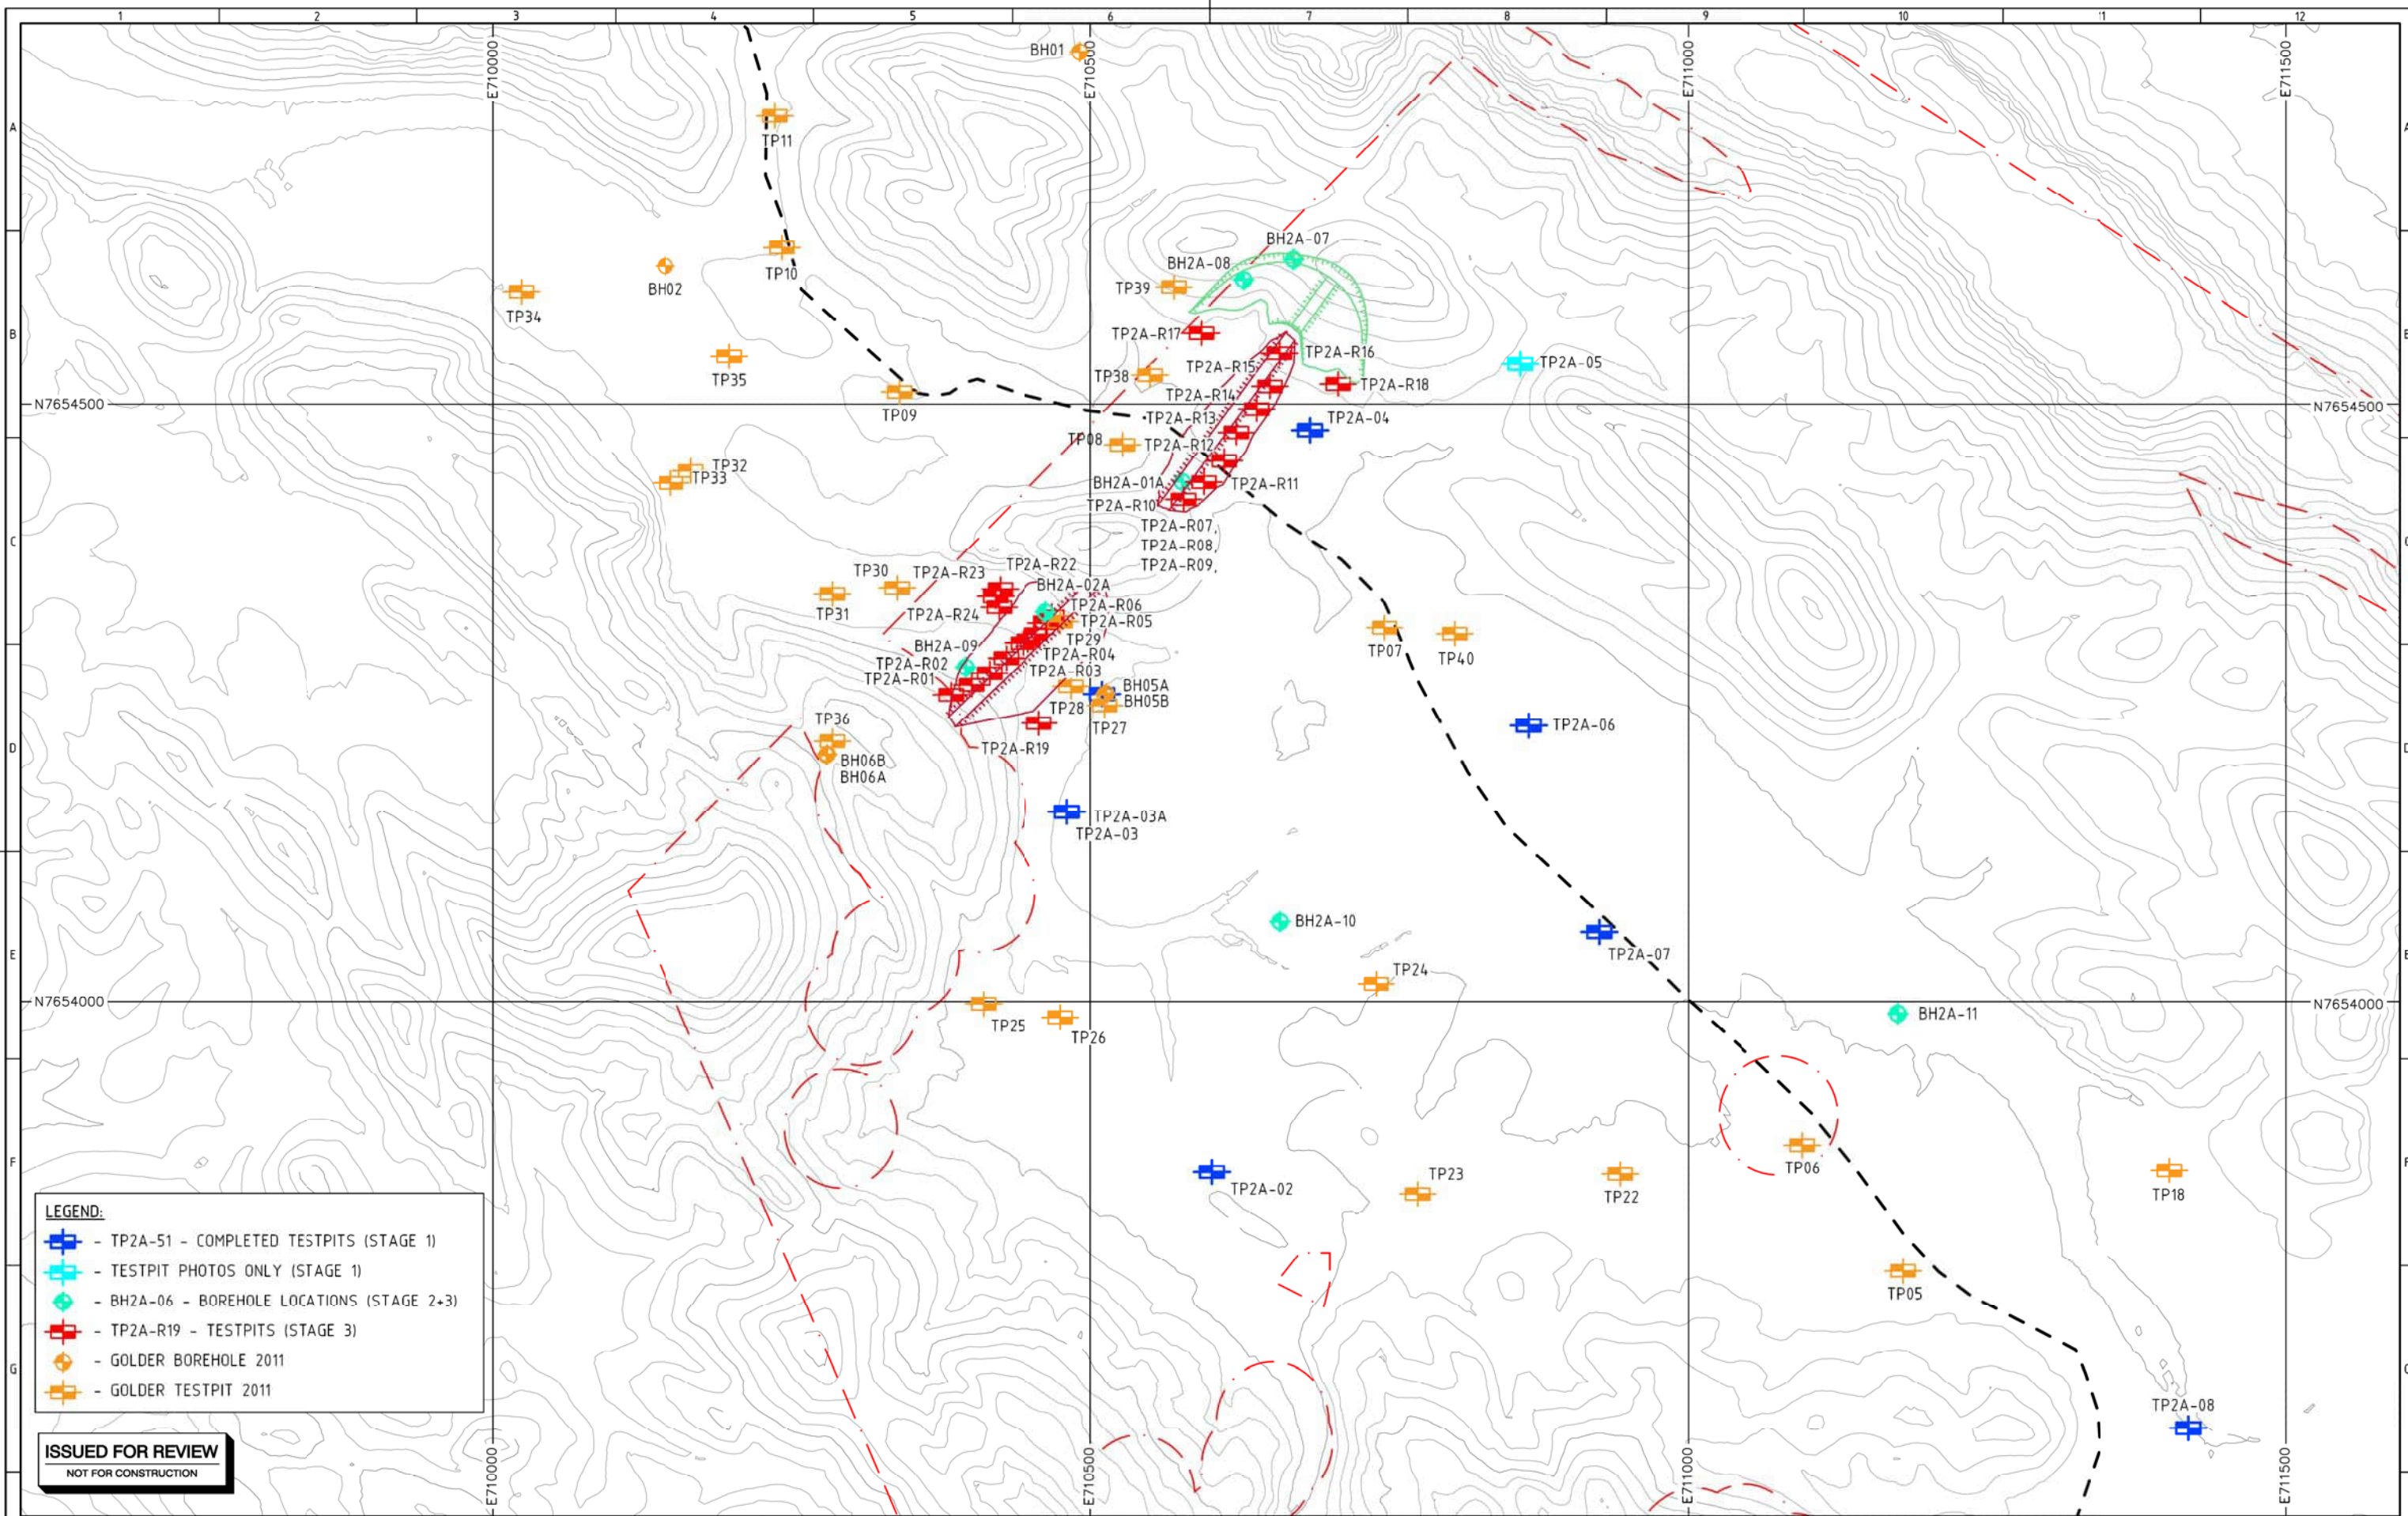 1 2 3 4 5 6 7 8 9 10 11 12
E710000
E710500
E711000
E711500
BH01
A
A
TP11
BH2A-07
TP10
BH2A-08
BH02
TP39
TP34
B
TP2A-R17
TP2A-R16
TP2A-R15
TP2A-05
TP35
TP38
TP2A-R18
TP2A-R14
N7654500
N7654500
TP09
TP2A-R13
TP2A-04
TP08
TP2A-R12
TP32
TP33
BH2A-01A
TP2A-R11
TP2A-R10
TP2A-R07,
TP2A-R08,
TP2A-R09,
C
TP2A-R22
TP30
TP2A-R23
BH2A-02A
TP2A-R06
TP31
TP2A-R24
TP2A-R05
TP29
BH2A-09
TP2A-R04
TP07
TP40
TP2A-R02
TP2A-R03
TP2A-R01
BH05A
BH05B
TP28
TP36
TP27
TP2A-06
D
TP2A-R19
BH06B
BH06A
TP2A-03A
TP2A-03
BH2A-10
E
TP2A-07
TP24
N7654000
N7654000
BH2A-11
TP25
TP26
F
TP06
TP23
TP2A-02
TP22
TP18
LEGEND:
- TP2A-51 - COMPLETED TESTPITS (STAGE 1)
- TESTPIT PHOTOS ONLY (STAGE 1)
TP05
- BH2A-06 - BOREHOLE LOCATIONS (STAGE 2+3)
- TP2A-R19 - TESTPITS (STAGE 3)
- GOLDER BOREHOLE 2011
G
- GOLDER TESTPIT 2011
TP2A-08
ISSUED FOR REVIEW
NOT FOR CONSTRUCTION
E710000
E710500
E711000
E711500